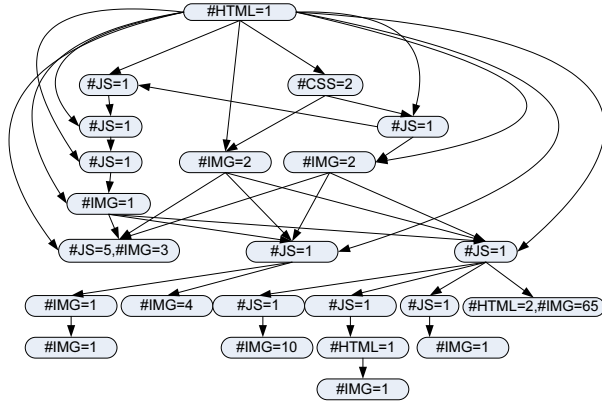 #HTML=1
#JS=1
#CSS=2
#JS=1
#JS=1
#JS=1
#IMG=2
#IMG=2
#IMG=1
#JS=5,#IMG=3
#JS=1
#JS=1
#IMG=1
#IMG=4
#JS=1
#JS=1
#JS=1
#HTML=2,#IMG=65
#IMG=1
#IMG=10
#HTML=1
#IMG=1
#IMG=1